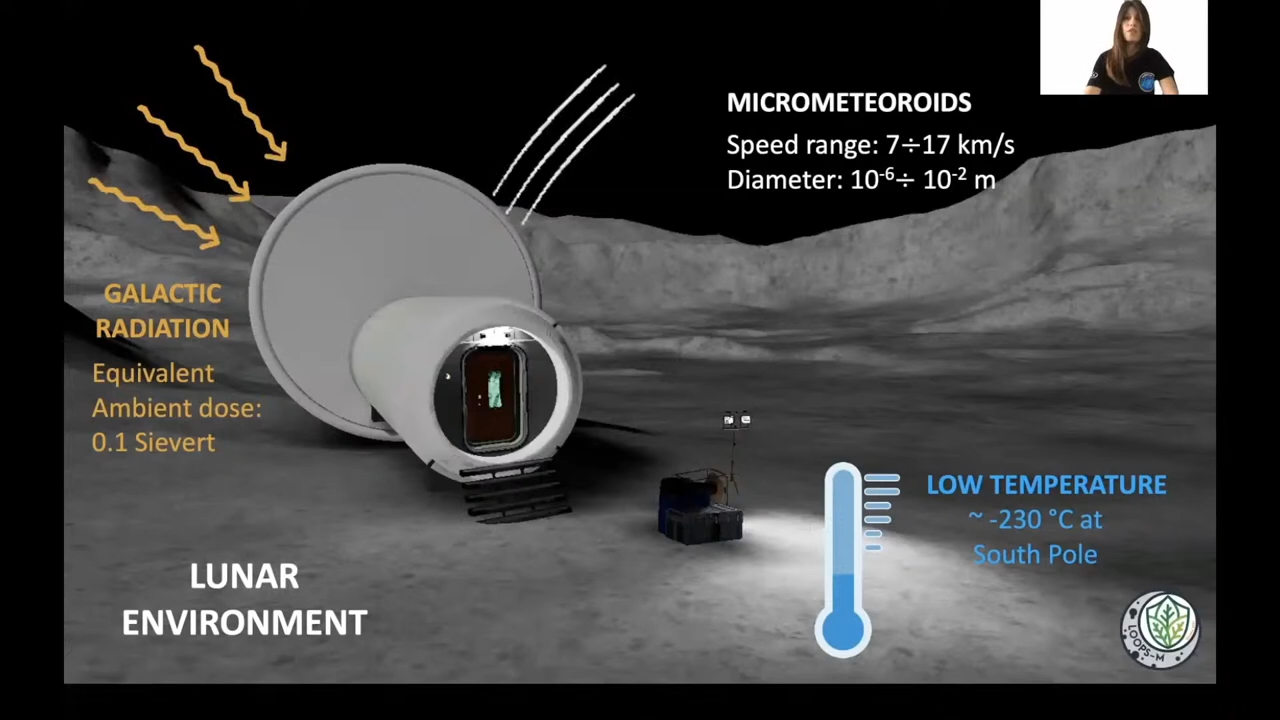 MICROMETEOROIDS
Speed range: 7÷17 km/s
Diameter: 10⁻⁶÷ 10⁻² m
GALACTIC
RADIATION
Equivalent
Ambient dose:
0.1 Sievert
LOW TEMPERATURE
~ -230 °C at
South Pole
LUNAR
ENVIRONMENT
LOOPS-M